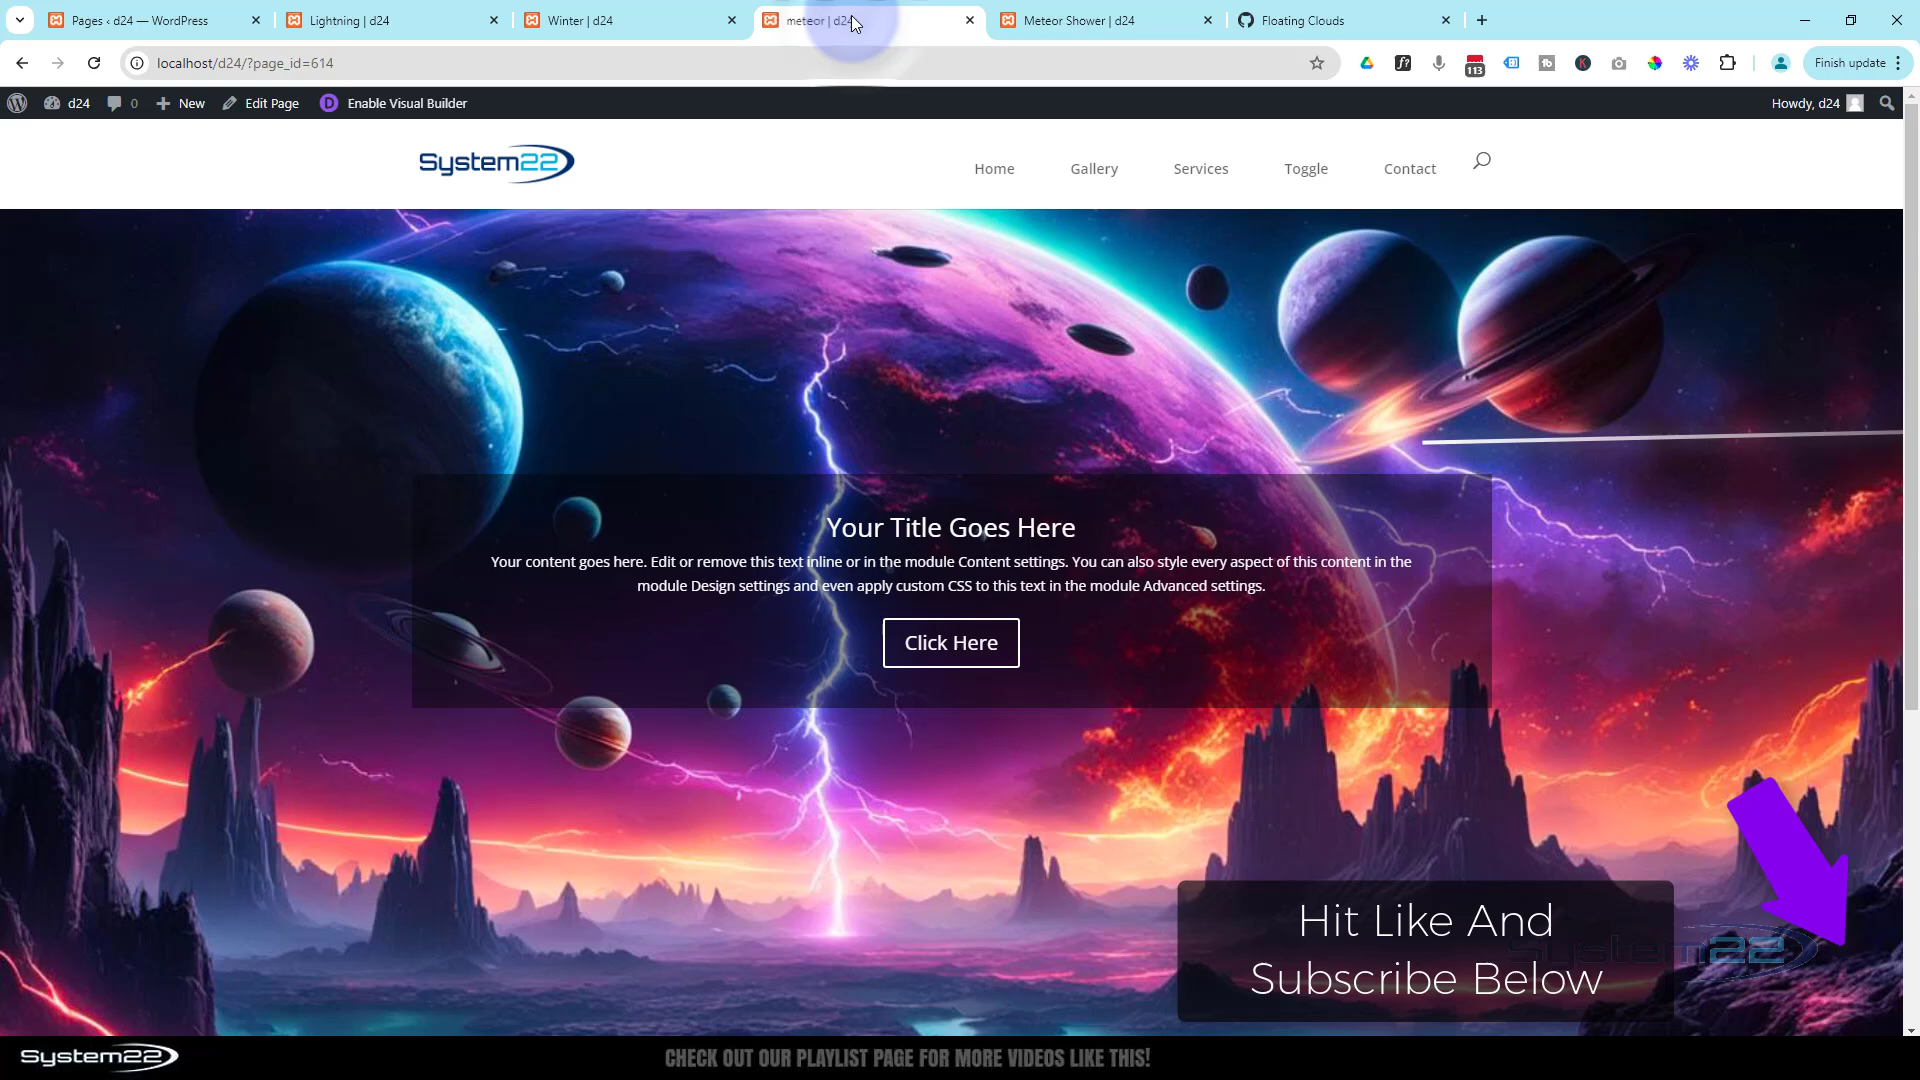 Pages ‹ d24 — WordPress
Lightning | d24
Winter | d24
meteor | d24
Meteor Shower | d24
Floating Clouds
localhost/d24/?page_id=614
113
Finish update
d24
0
New
Edit Page
D
Enable Visual Builder
Howdy, d24
System22
Home
Gallery
Services
Toggle
Contact
Your Title Goes Here
Your content goes here. Edit or remove this text inline or in the module Content settings. You can also style every aspect of this content in the
module Design settings and even apply custom CSS to this text in the module Advanced settings.
Click Here
Hit Like And
Subscribe Below
System22
System22
CHECK OUT OUR PLAYLIST PAGE FOR MORE VIDEOS LIKE THIS!